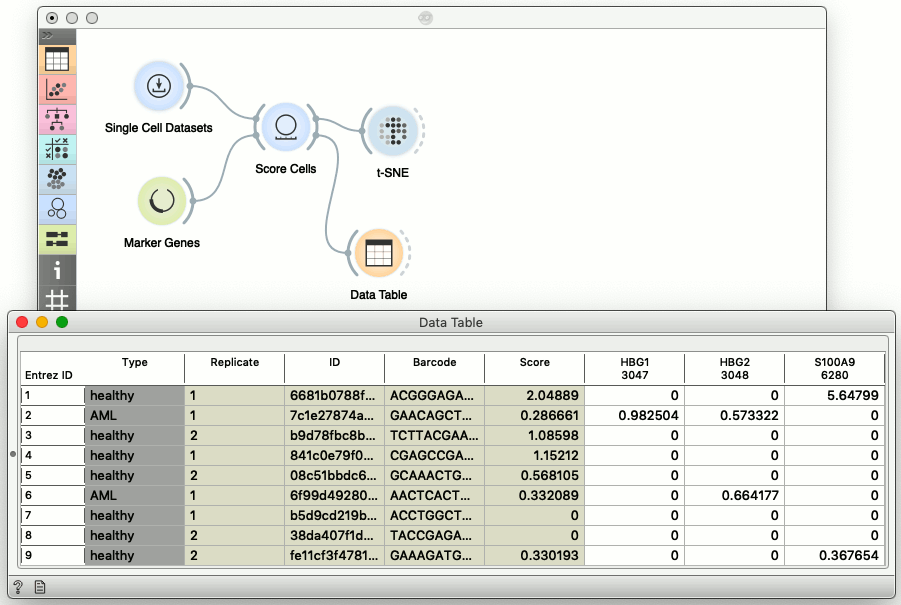 Single Cell Datasets
Score Cells
t-SNE
Marker Genes
Data Table
Data Table
Entrez ID Type Replicate ID Barcode Score HBG1 3047 HBG2 3048 S100A9 6280
1 healthy 1 6681b0788f... ACGGGAGA... 2.04889 0 0 5.64799
2 AML 1 7c1e27874a... GAACAGCT... 0.286661 0.982504 0.573322 0
3 healthy 2 b9d78fbc8b... TCTTACGAA... 1.08598 0 0 0
4 healthy 1 841c0e79f0... CGAGCCGA... 1.15212 0 0 0
5 healthy 2 08c51bbdc6... GCAAACTG... 0.568105 0 0 0
6 AML 1 6f99d49280... AACTCACT... 0.332089 0 0.664177 0
7 healthy 1 b5d9cd219b... ACCTGGCT... 0 0 0 0
8 healthy 2 38da407f1d... TACCGAGA... 0 0 0 0
9 healthy 2 fe11cf3f4781... GAAAGATG... 0.330193 0 0 0.367654